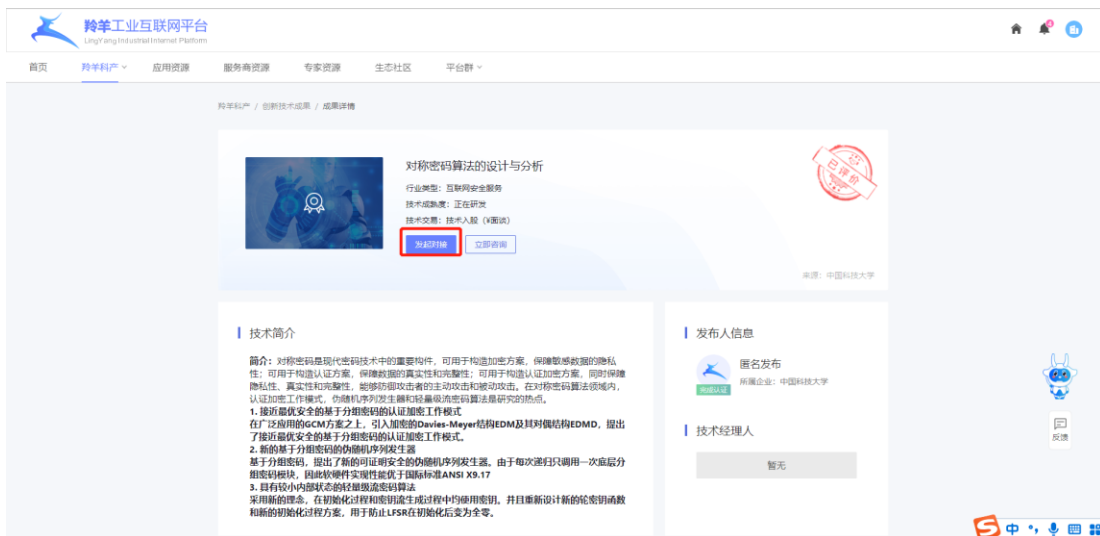 羚羊工业互联网平台
LingYang Industrial Internet Platform
4
首页 羚羊科产 应用资源 服务商资源 专家资源 生态社区 平台群
羚羊科产 / 创新技术成果 / 成果详情
对称密码算法的设计与分析
行业类型：互联网安全服务
技术成熟度：正在研发
技术交易：技术入股（¥面谈）
发起对接 立即咨询
已评价
来源：中国科技大学
技术简介
简介：对称密码是现代密码技术中的重要构件，可用于构造加密方案，保障敏感数据的隐私
性；可用于构造认证方案，保障数据的真实性和完整性；可用于构造认证加密方案，同时保障
隐私性、真实性和完整性，能够防御攻击者的主动攻击和被动攻击。在对称密码算法领域内，
认证加密工作模式，伪随机序列发生器和轻量级流密码算法是研究的热点。
1. 接近最优安全的基于分组密码的认证加密工作模式
在广泛应用的GCM方案之上，引入加密的Davies-Meyer结构EDM及其对偶结构EDMD，提出
了接近最优安全的基于分组密码的认证加密工作模式。
2. 新的基于分组密码的伪随机序列发生器
基于分组密码，提出了新的可证明安全的伪随机序列发生器。由于每次递归只调用一次底层分
组密码模块，因此软硬件实现性能优于国际标准ANSI X9.17
3. 具有较小内部状态的轻量级流密码算法
采用新的理念，在初始化过程和密钥流生成过程中均使用密钥。并且重新设计新的轮密钥函数
和新的初始化过程方案，用于防止LFSR在初始化后变为全零。
发布人信息
匿名发布
所属企业：中国科技大学
完成认证
技术经理人
暂无
反馈
中